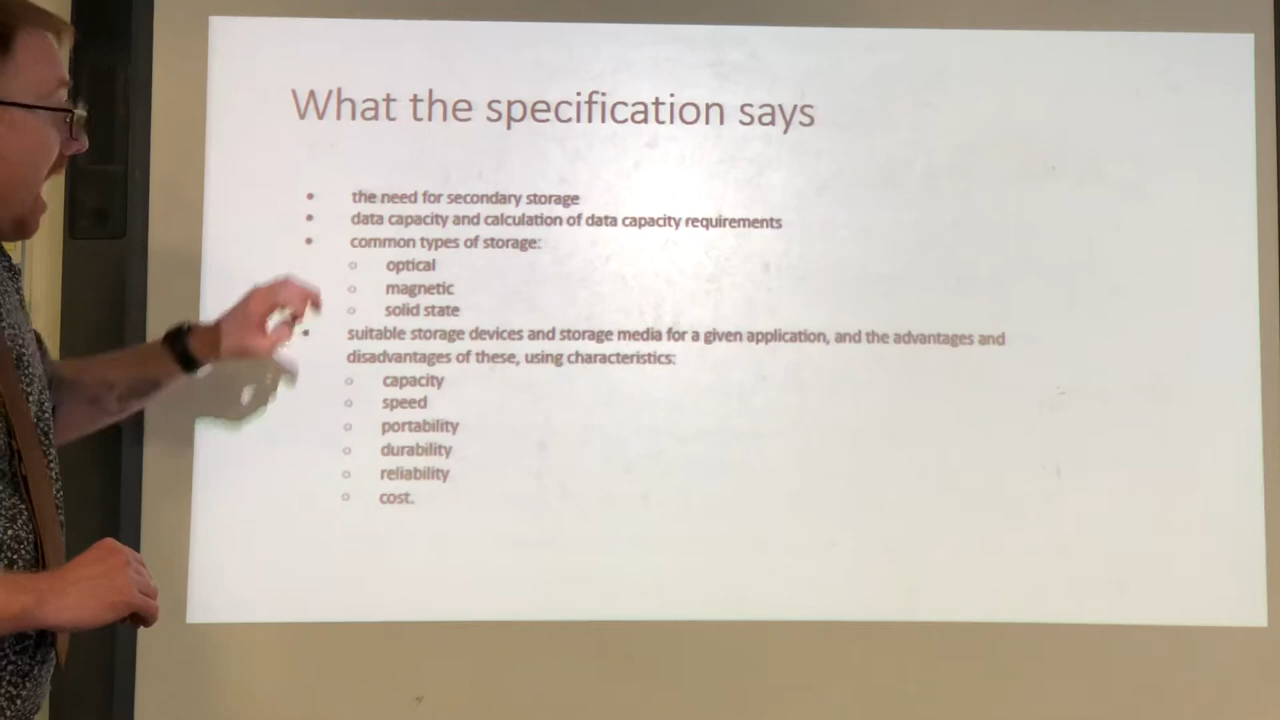 What the specification says
• the need for secondary storage
• data capacity and calculation of data capacity requirements
• common types of storage:
○ optical
○ magnetic
○ solid state
• suitable storage devices and storage media for a given application, and the advantages and
disadvantages of these, using characteristics:
○ capacity
○ speed
○ portability
○ durability
○ reliability
○ cost.